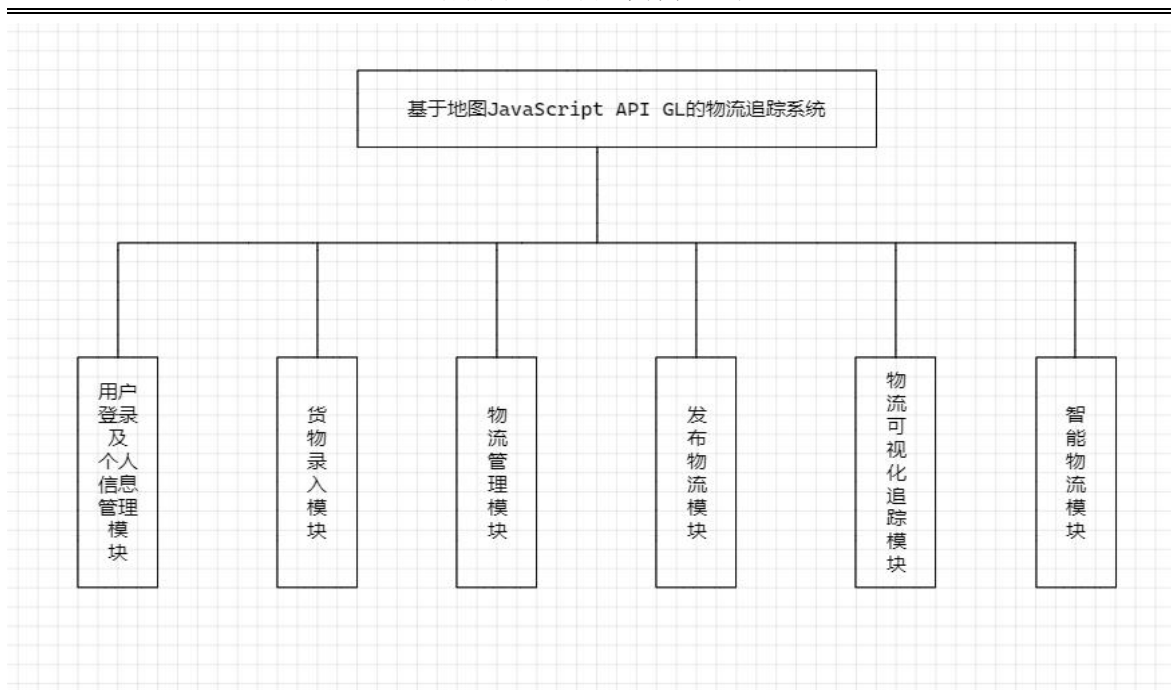 基于地图JavaScript API GL的物流追踪系统
用户
登录
及
个人
信息
管理
模
块
货
物
录
入
模
块
物
流
管
理
模
块
发
布
物
流
模
块
物
流
可
视
化
追
踪
模
块
智
能
物
流
模
块